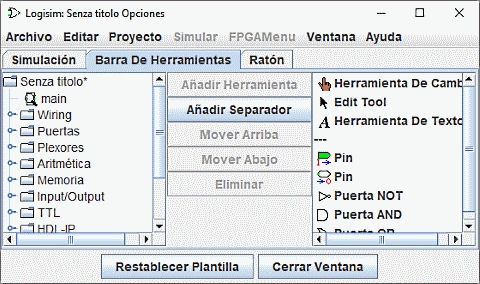 Logisim: Senza titolo Opciones
Archivo Editar Proyecto Simular FPGAMenu Ventana Ayuda
Simulación Barra De Herramientas Ratón
Senza titolo*
main
Wiring
Puertas
Plexores
Aritmética
Memoria
Input/Output
TTL
HDL-IP
Añadir Herramienta
Añadir Separador
Mover Arriba
Mover Abajo
Eliminar
Herramienta De Camb
Edit Tool
Herramienta De Texto
---
Pin
Pin
Puerta NOT
Puerta AND
Puerta OR
Restablecer Plantilla Cerrar Ventana